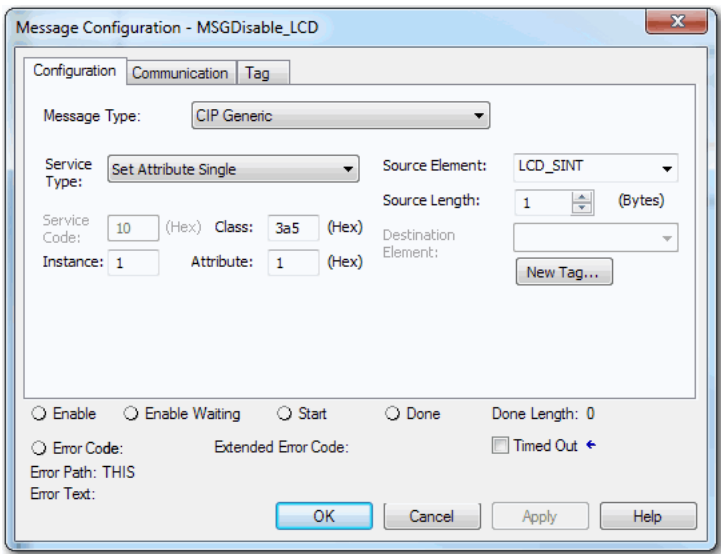 Message Configuration - MSGDisable_LCD
Configuration Communication Tag
Message Type: CIP Generic
Service Type: Set Attribute Single
Source Element: LCD_SINT
Source Length: 1 (Bytes)
Service Code: 10 (Hex) Class: 3a5 (Hex)
Destination Element:
Instance: 1 Attribute: 1 (Hex)
New Tag...
Enable Enable Waiting Start Done Done Length: 0
Error Code: Extended Error Code: Timed Out
Error Path: THIS
Error Text:
OK Cancel Apply Help